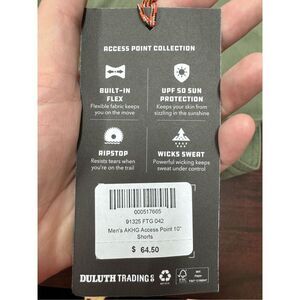 ACCESS POINT COLLECTION
BUILT-IN
FLEX
Flexible fabric keeps
you on the move
UPF 50 SUN
PROTECTION
Keeps your skin from
sizzling in the sunshine
RIPSTOP
Resists tears when
you're on the trail
WICKS SWEAT
Powerful wicking keeps
sweat under control
000517665
91325 FTG 042
Men's AKHG Access Point 10"
Shorts
$ 64.50
DULUTH TRADING CO
FSC